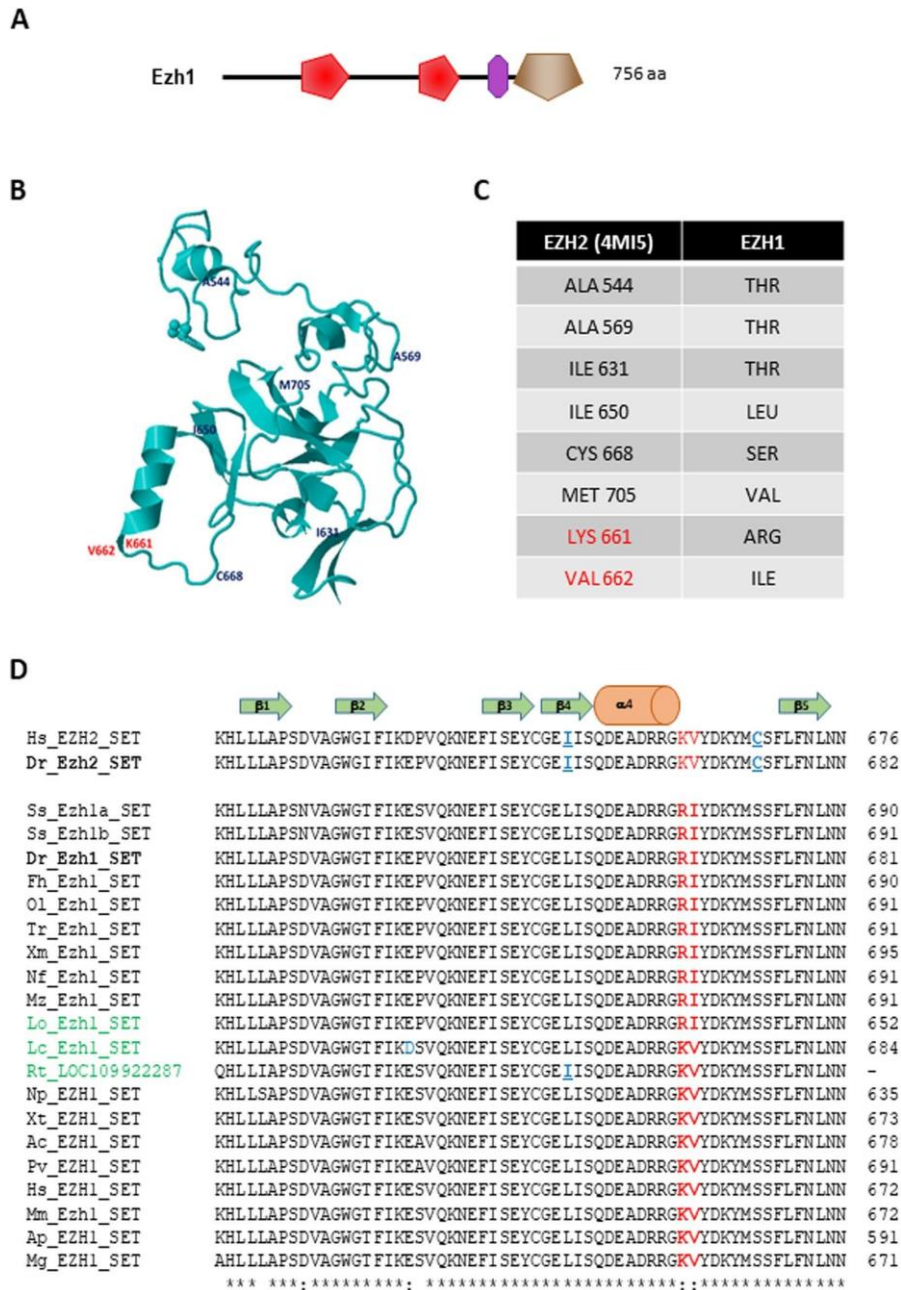 A
Ezh1
756 aa
B
A544
A569
M705
I650
V662 K661
I631
C668
C
EZH2 (4MI5) EZH1
ALA 544 THR
ALA 569 THR
ILE 631 THR
ILE 650 LEU
CYS 668 SER
MET 705 VAL
LYS 661 ARG
VAL 662 ILE
D
β1 β2 β3 β4 α4 β5
Hs_EZH2_SET KHLLLAPSDVAGWGIFIKDPVQKNEFISEYCGEIISQDEADRRGKVYDKYMCSFLFNLNN 676
Dr_Ezh2_SET KHLLLAPSDVAGWGIFIKDPVQKNEFISEYCGEIISQDEADRRGKVYDKYMCSFLFNLNN 682
Ss_Ezh1a_SET KHLLLAPSNVAGWGTFIKEPVQKNEFISEYCGELISQDEADRRGRIYDKYMSSFLFNLNN 690
Ss_Ezh1b_SET KHLLLAPSNVAGWGTFIKEPVQKNEFISEYCGELISQDEADRRGRIYDKYMSSFLFNLNN 691
Dr_Ezh1_SET KHLLLAPSDVAGWGTFIKEPVQKNEFISEYCGELISQDEADRRGRIYDKYMSSFLFNLNN 681
Fh_Ezh1_SET KHLLLAPSDVAGWGTFIKEPVQKNEFISEYCGELISQDEADRRGRIYDKYMSSFLFNLNN 690
Ol_Ezh1_SET KHLLLAPSDVAGWGTFIKEPVQKNEFISEYCGELISQDEADRRGRIYDKYMSSFLFNLNN 691
Tr_Ezh1_SET KHLLLAPSDVAGWGTFIKEPVQKNEFISEYCGELISQDEADRRGRIYDKYMSSFLFNLNN 691
Xm_Ezh1_SET KHLLLAPSDVAGWGTFIKEPVQKNEFISEYCGELISQDEADRRGRIYDKYMSSFLFNLNN 695
Nf_Ezh1_SET KHLLLAPSDVAGWGTFIKEPVQKNEFISEYCGELISQDEADRRGRIYDKYMSSFLFNLNN 691
Mz_Ezh1_SET KHLLLAPSDVAGWGTFIKEPVQKNEFISEYCGELISQDEADRRGRIYDKYMSSFLFNLNN 691
Lo_Ezh1_SET KHLLLAPSDVAGWGTFIKEPVQKNEFISEYCGELISQDEADRRGRIYDKYMSSFLFNLNN 652
Lc_Ezh1_SET KHLLLAPSDVAGWGTFIKDSVQKNEFISEYCGELISQDEADRRGKVYDKYMSSFLFNLNN 684
Rt_LOC109922287 QHLLIAPSDVAGWGTFIKESVQKNEFISEYCGEIISQDEADRRGKVYDKYMSSFLFNLNN -
Np_EZH1_SET KHLLSAPSDVAGWGTFIKESVQKNEFISEYCGELISQDEADRRGKVYDKYMSSFLFNLNN 635
Xt_EZH1_SET KHLLLAPSDVAGWGTFIKESVQKNEFISEYCGELISQDEADRRGKVYDKYMSSFLFNLNN 673
Ac_EZH1_SET KHLLLAPSDVAGWGTFIKEAVQKNEFISEYCGELISQDEADRRGKVYDKYMSSFLFNLNN 678
Pv_EZH1_SET KHLLLAPSDVAGWGTFIKEAVQKNEFISEYCGELISQDEADRRGKVYDKYMSSFLFNLNN 691
Hs_EZH1_SET KHLLLAPSDVAGWGTFIKESVQKNEFISEYCGELISQDEADRRGKVYDKYMSSFLFNLNN 672
Mm_EZH1_SET KHLLLAPSDVAGWGTFIKESVQKNEFISEYCGELISQDEADRRGKVYDKYMSSFLFNLNN 672
Ap_EZH1_SET KHLLLAPSDVAGWGTFIKESVQKNEFISEYCGELISQDEADRRGKVYDKYMSSFLFNLNN 591
Mg_EZH1_SET AHLLLAPSDVAGWGTFIKESVQKNEFISEYCGELISQDEADRRGKVYDKYMSSFLFNLNN 671
*** ***:*********: ************************::**************